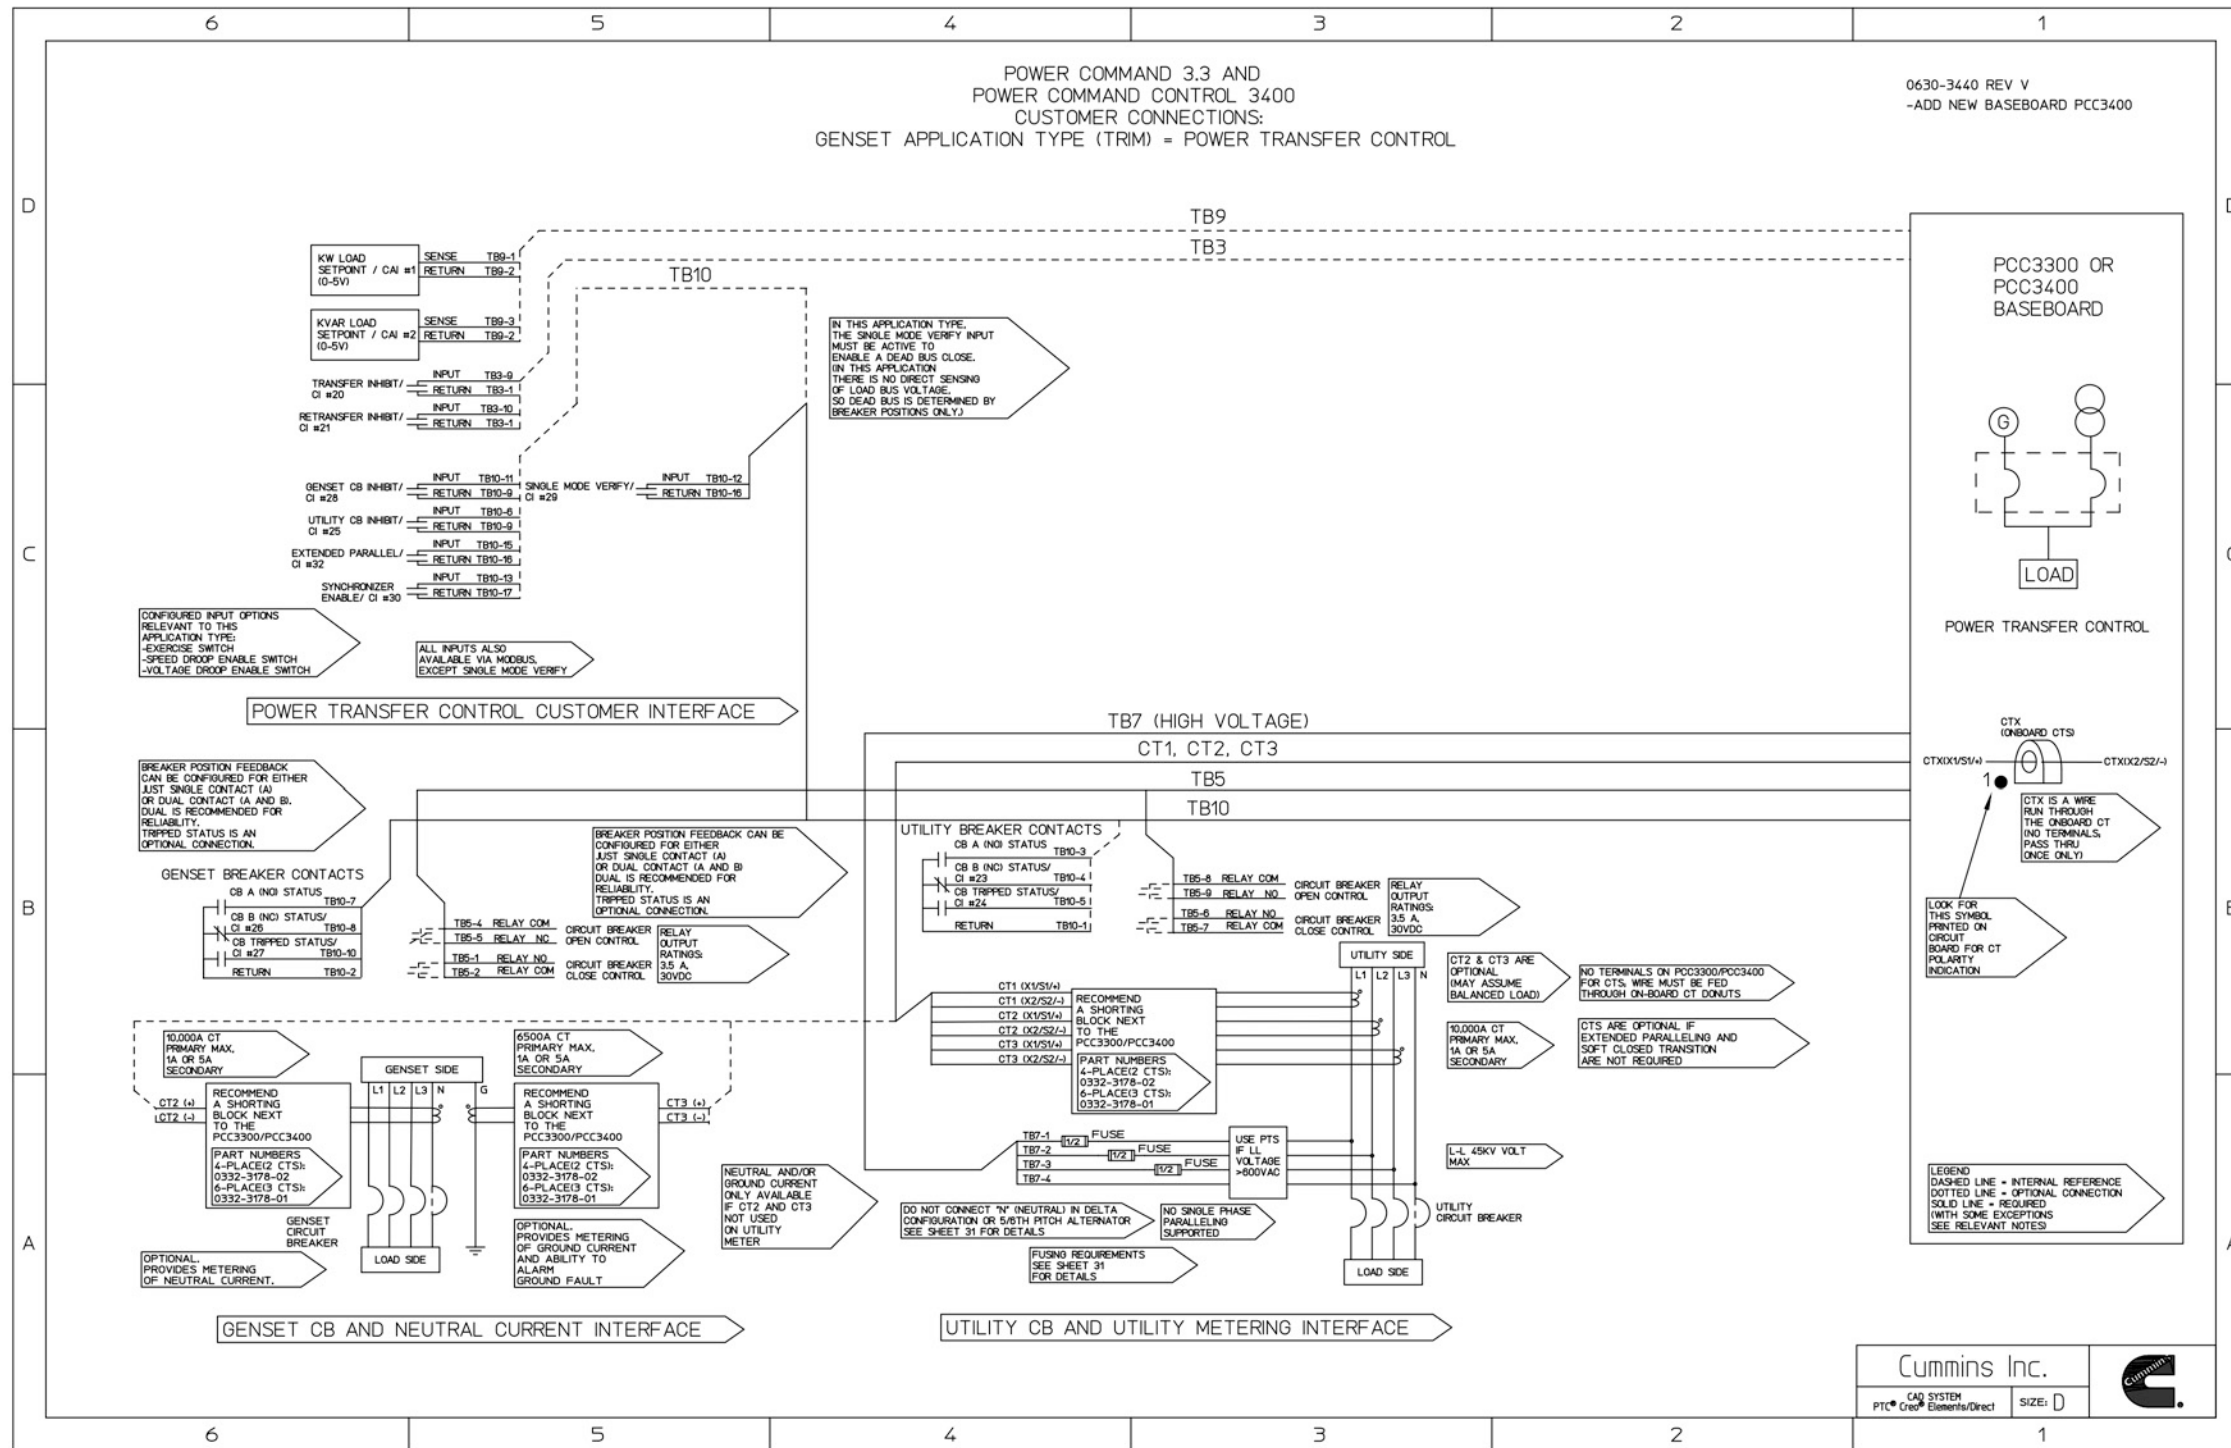 6 5 4 3 2 1
POWER COMMAND 3.3 AND
POWER COMMAND CONTROL 3400
CUSTOMER CONNECTIONS:
GENSET APPLICATION TYPE (TRIM) = POWER TRANSFER CONTROL
0630-3440 REV V
-ADD NEW BASEBOARD PCC3400
D
TB9
TB3
TB10
KW LOAD
SETPOINT / CAI #1
(0-5V)
SENSE TB9-1
RETURN TB9-2
KVAR LOAD
SETPOINT / CAI #2
(0-5V)
SENSE TB9-3
RETURN TB9-2
TRANSFER INHIBIT/
CI #20
INPUT TB3-9
RETURN TB3-1
RETRANSFER INHIBIT/
CI #21
INPUT TB3-10
RETURN TB3-1
IN THIS APPLICATION TYPE,
THE SINGLE MODE VERIFY INPUT
MUST BE ACTIVE TO
ENABLE A DEAD BUS CLOSE.
(IN THIS APPLICATION
THERE IS NO DIRECT SENSING
OF LOAD BUS VOLTAGE,
SO DEAD BUS IS DETERMINED BY
BREAKER POSITIONS ONLY.)
PCC3300 OR
PCC3400
BASEBOARD
G
LOAD
POWER TRANSFER CONTROL
GENSET CB INHIBIT/
CI #28
INPUT TB10-11
RETURN TB10-9
SINGLE MODE VERIFY/
CI #29
INPUT TB10-12
RETURN TB10-16
UTILITY CB INHIBIT/
CI #25
INPUT TB10-6
RETURN TB10-9
C
EXTENDED PARALLEL/
CI #32
INPUT TB10-15
RETURN TB10-16
SYNCHRONIZER
ENABLE/ CI #30
INPUT TB10-13
RETURN TB10-17
CONFIGURED INPUT OPTIONS
RELEVANT TO THIS
APPLICATION TYPE:
-EXERCISE SWITCH
-SPEED DROOP ENABLE SWITCH
-VOLTAGE DROOP ENABLE SWITCH
ALL INPUTS ALSO
AVAILABLE VIA MODBUS,
EXCEPT SINGLE MODE VERIFY
POWER TRANSFER CONTROL CUSTOMER INTERFACE
TB7 (HIGH VOLTAGE)
CT1, CT2, CT3
TB5
TB10
CTX
(ONBOARD CTS)
CTX(X1/S1/+)
CTX(X2/S2/-)
1
CTX IS A WIRE
RUN THROUGH
THE ONBOARD CT
(NO TERMINALS,
PASS THRU
ONCE ONLY)
LOOK FOR
THIS SYMBOL
PRINTED ON
CIRCUIT
BOARD FOR CT
POLARITY
INDICATION
BREAKER POSITION FEEDBACK
CAN BE CONFIGURED FOR EITHER
JUST SINGLE CONTACT (A)
OR DUAL CONTACT (A AND B).
DUAL IS RECOMMENDED FOR
RELIABILITY.
TRIPPED STATUS IS AN
OPTIONAL CONNECTION.
GENSET BREAKER CONTACTS
CB A (NO) STATUS
TB10-7
CB B (NC) STATUS/
CI #26 TB10-8
CB TRIPPED STATUS/
CI #27 TB10-10
RETURN TB10-2
B
BREAKER POSITION FEEDBACK CAN BE
CONFIGURED FOR EITHER
JUST SINGLE CONTACT (A)
OR DUAL CONTACT (A AND B)
DUAL IS RECOMMENDED FOR
RELIABILITY.
TRIPPED STATUS IS AN
OPTIONAL CONNECTION.
TB5-4 RELAY COM
TB5-5 RELAY NC
CIRCUIT BREAKER
OPEN CONTROL
TB5-1 RELAY NO
TB5-2 RELAY COM
CIRCUIT BREAKER
CLOSE CONTROL
RELAY
OUTPUT
RATINGS:
3.5 A,
30VDC
UTILITY BREAKER CONTACTS
CB A (NO) STATUS
TB10-3
CB B (NC) STATUS/
CI #23 TB10-4
CB TRIPPED STATUS/
CI #24 TB10-5
RETURN TB10-1
TB5-8 RELAY COM
TB5-9 RELAY NO
CIRCUIT BREAKER
OPEN CONTROL
TB5-6 RELAY NO
TB5-7 RELAY COM
CIRCUIT BREAKER
CLOSE CONTROL
RELAY
OUTPUT
RATINGS:
3.5 A,
30VDC
UTILITY SIDE
L1 L2 L3 N
CT2 & CT3 ARE
OPTIONAL
(MAY ASSUME
BALANCED LOAD)
NO TERMINALS ON PCC3300/PCC3400
FOR CTS, WIRE MUST BE FED
THROUGH ON-BOARD CT DONUTS
10,000A CT
PRIMARY MAX,
1A OR 5A
SECONDARY
CTS ARE OPTIONAL IF
EXTENDED PARALLELING AND
SOFT CLOSED TRANSITION
ARE NOT REQUIRED
CT1 (X1/S1/+)
CT1 (X2/S2/-)
CT2 (X1/S1/+)
CT2 (X2/S2/-)
CT3 (X1/S1/+)
CT3 (X2/S2/-)
RECOMMEND
A SHORTING
BLOCK NEXT
TO THE
PCC3300/PCC3400
PART NUMBERS
4-PLACE(2 CTS):
0332-3178-02
6-PLACE(3 CTS):
0332-3178-01
10,000A CT
PRIMARY MAX,
1A OR 5A
SECONDARY
GENSET SIDE
L1 L2 L3 N G
6500A CT
PRIMARY MAX,
1A OR 5A
SECONDARY
CT2 (+)
CT2 (-)
RECOMMEND
A SHORTING
BLOCK NEXT
TO THE
PCC3300/PCC3400
PART NUMBERS
4-PLACE(2 CTS):
0332-3178-02
6-PLACE(3 CTS):
0332-3178-01
RECOMMEND
A SHORTING
BLOCK NEXT
TO THE
PCC3300/PCC3400
PART NUMBERS
4-PLACE(2 CTS):
0332-3178-02
6-PLACE(3 CTS):
0332-3178-01
CT3 (+)
CT3 (-)
GENSET
CIRCUIT
BREAKER
LOAD SIDE
A
OPTIONAL.
PROVIDES METERING
OF NEUTRAL CURRENT.
OPTIONAL.
PROVIDES METERING
OF GROUND CURRENT
AND ABILITY TO
ALARM
GROUND FAULT
NEUTRAL AND/OR
GROUND CURRENT
ONLY AVAILABLE
IF CT2 AND CT3
NOT USED
ON UTILITY
METER
TB7-1 1/2 FUSE
TB7-2 1/2 FUSE
TB7-3 1/2 FUSE
TB7-4
USE PTS
IF LL
VOLTAGE
>600VAC
L-L 45KV VOLT
MAX
DO NOT CONNECT "N" (NEUTRAL) IN DELTA
CONFIGURATION OR 5/6TH PITCH ALTERNATOR
SEE SHEET 31 FOR DETAILS
NO SINGLE PHASE
PARALLELING
SUPPORTED
FUSING REQUIREMENTS
SEE SHEET 31
FOR DETAILS
UTILITY
CIRCUIT BREAKER
LOAD SIDE
LEGEND
DASHED LINE = INTERNAL REFERENCE
DOTTED LINE = OPTIONAL CONNECTION
SOLID LINE = REQUIRED
(WITH SOME EXCEPTIONS
SEE RELEVANT NOTES)
GENSET CB AND NEUTRAL CURRENT INTERFACE
UTILITY CB AND UTILITY METERING INTERFACE
Cummins Inc.
CAD SYSTEM
PTC® Creo® Elements/Direct
SIZE: D
Cummins
6 5 4 3 2 1